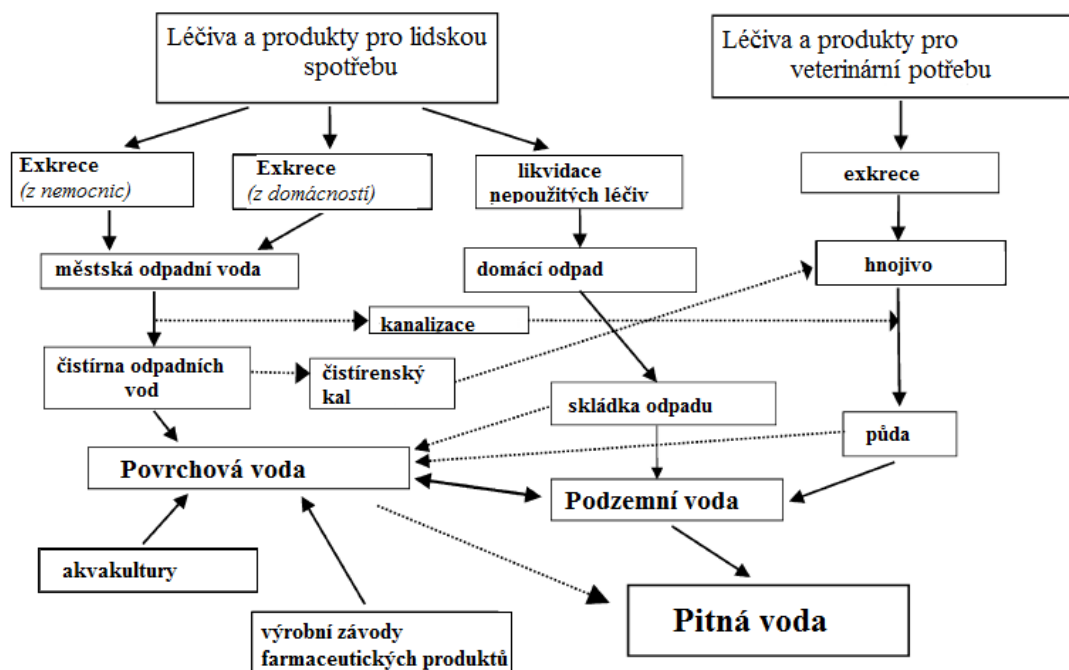 Léčiva a produkty pro lidskou
spotřebu
Léčiva a produkty pro
veterinární potřebu
Exkrece
(z nemocnic)
Exkrece
(z domácností)
likvidace
nepoužitých léčiv
exkrece
městská odpadní voda
domácí odpad
hnojivo
kanalizace
čistírna odpadních
vod
čistírenský
kal
skládka odpadu
půda
Povrchová voda
Podzemní voda
akvakultury
výrobní závody
farmaceutických produktů
Pitná voda